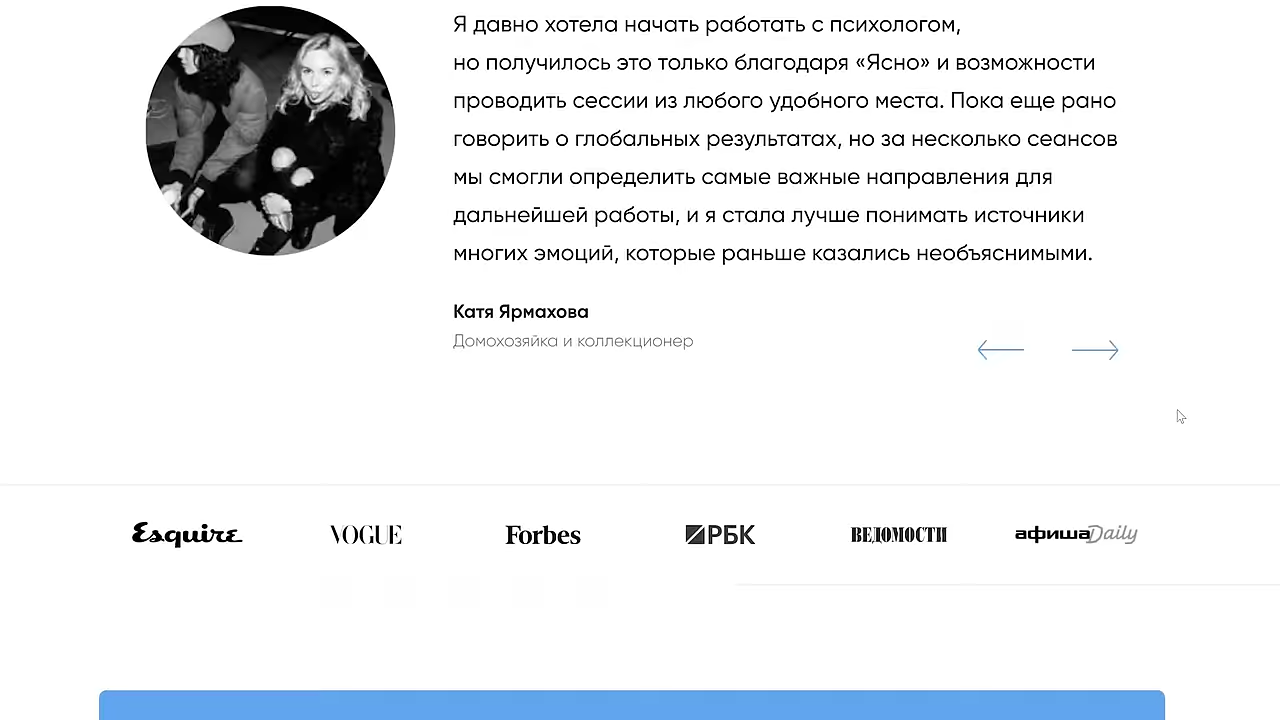 Я давно хотела начать работать с психологом,
но получилось это только благодаря «Ясно» и возможности
проводить сессии из любого удобного места. Пока еще рано
говорить о глобальных результатах, но за несколько сеансов
мы смогли определить самые важные направления для
дальнейшей работы, и я стала лучше понимать источники
многих эмоций, которые раньше казались необъяснимыми.
Катя Ярмахова
Домохозяйка и коллекционер
Esquire VOGUE Forbes РБК ВЕДОМОСТИ афиша Daily